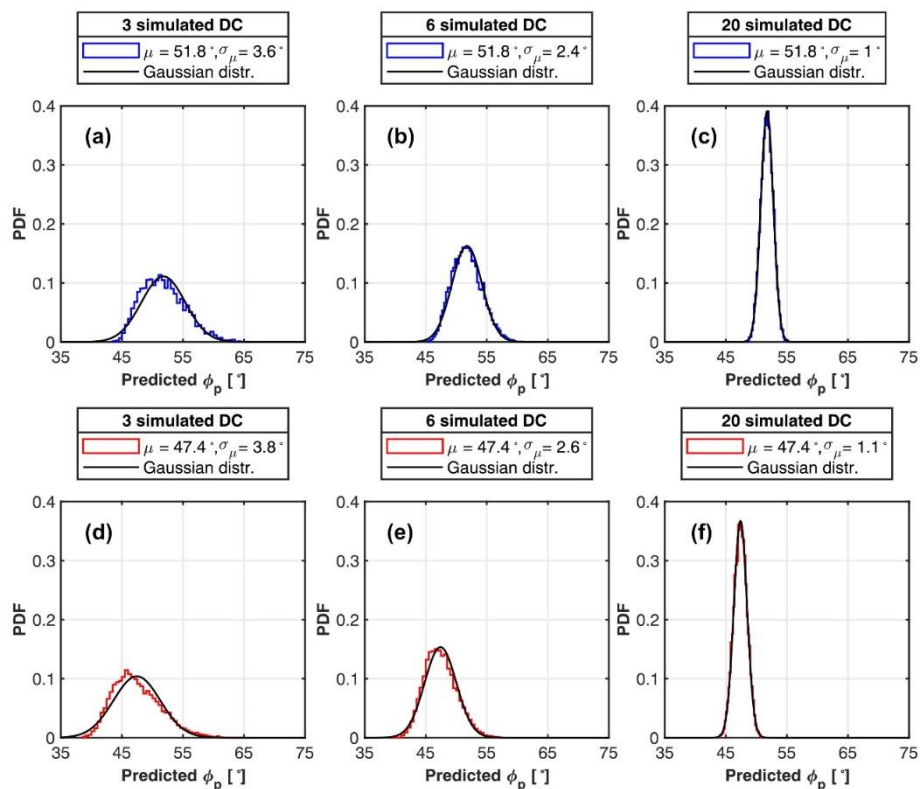 3 simulated DC
μ = 51.8 °,σμ= 3.6°
Gaussian distr.
6 simulated DC
μ = 51.8 °,σμ= 2.4°
Gaussian distr.
20 simulated DC
μ = 51.8 °,σμ= 1°
Gaussian distr.
0.4
0.3
0.2
0.1
0
PDF
(a)
35 45 55 65 75
Predicted ϕp [°]
0.4
0.3
0.2
0.1
0
PDF
(b)
35 45 55 65 75
Predicted ϕp [°]
0.4
0.3
0.2
0.1
0
PDF
(c)
35 45 55 65 75
Predicted ϕp [°]
3 simulated DC
μ = 47.4 °,σμ= 3.8°
Gaussian distr.
6 simulated DC
μ = 47.4 °,σμ= 2.6°
Gaussian distr.
20 simulated DC
μ = 47.4 °,σμ= 1.1°
Gaussian distr.
0.4
0.3
0.2
0.1
0
PDF
(d)
35 45 55 65 75
Predicted ϕp [°]
0.4
0.3
0.2
0.1
0
PDF
(e)
35 45 55 65 75
Predicted ϕp [°]
0.4
0.3
0.2
0.1
0
PDF
(f)
35 45 55 65 75
Predicted ϕp [°]